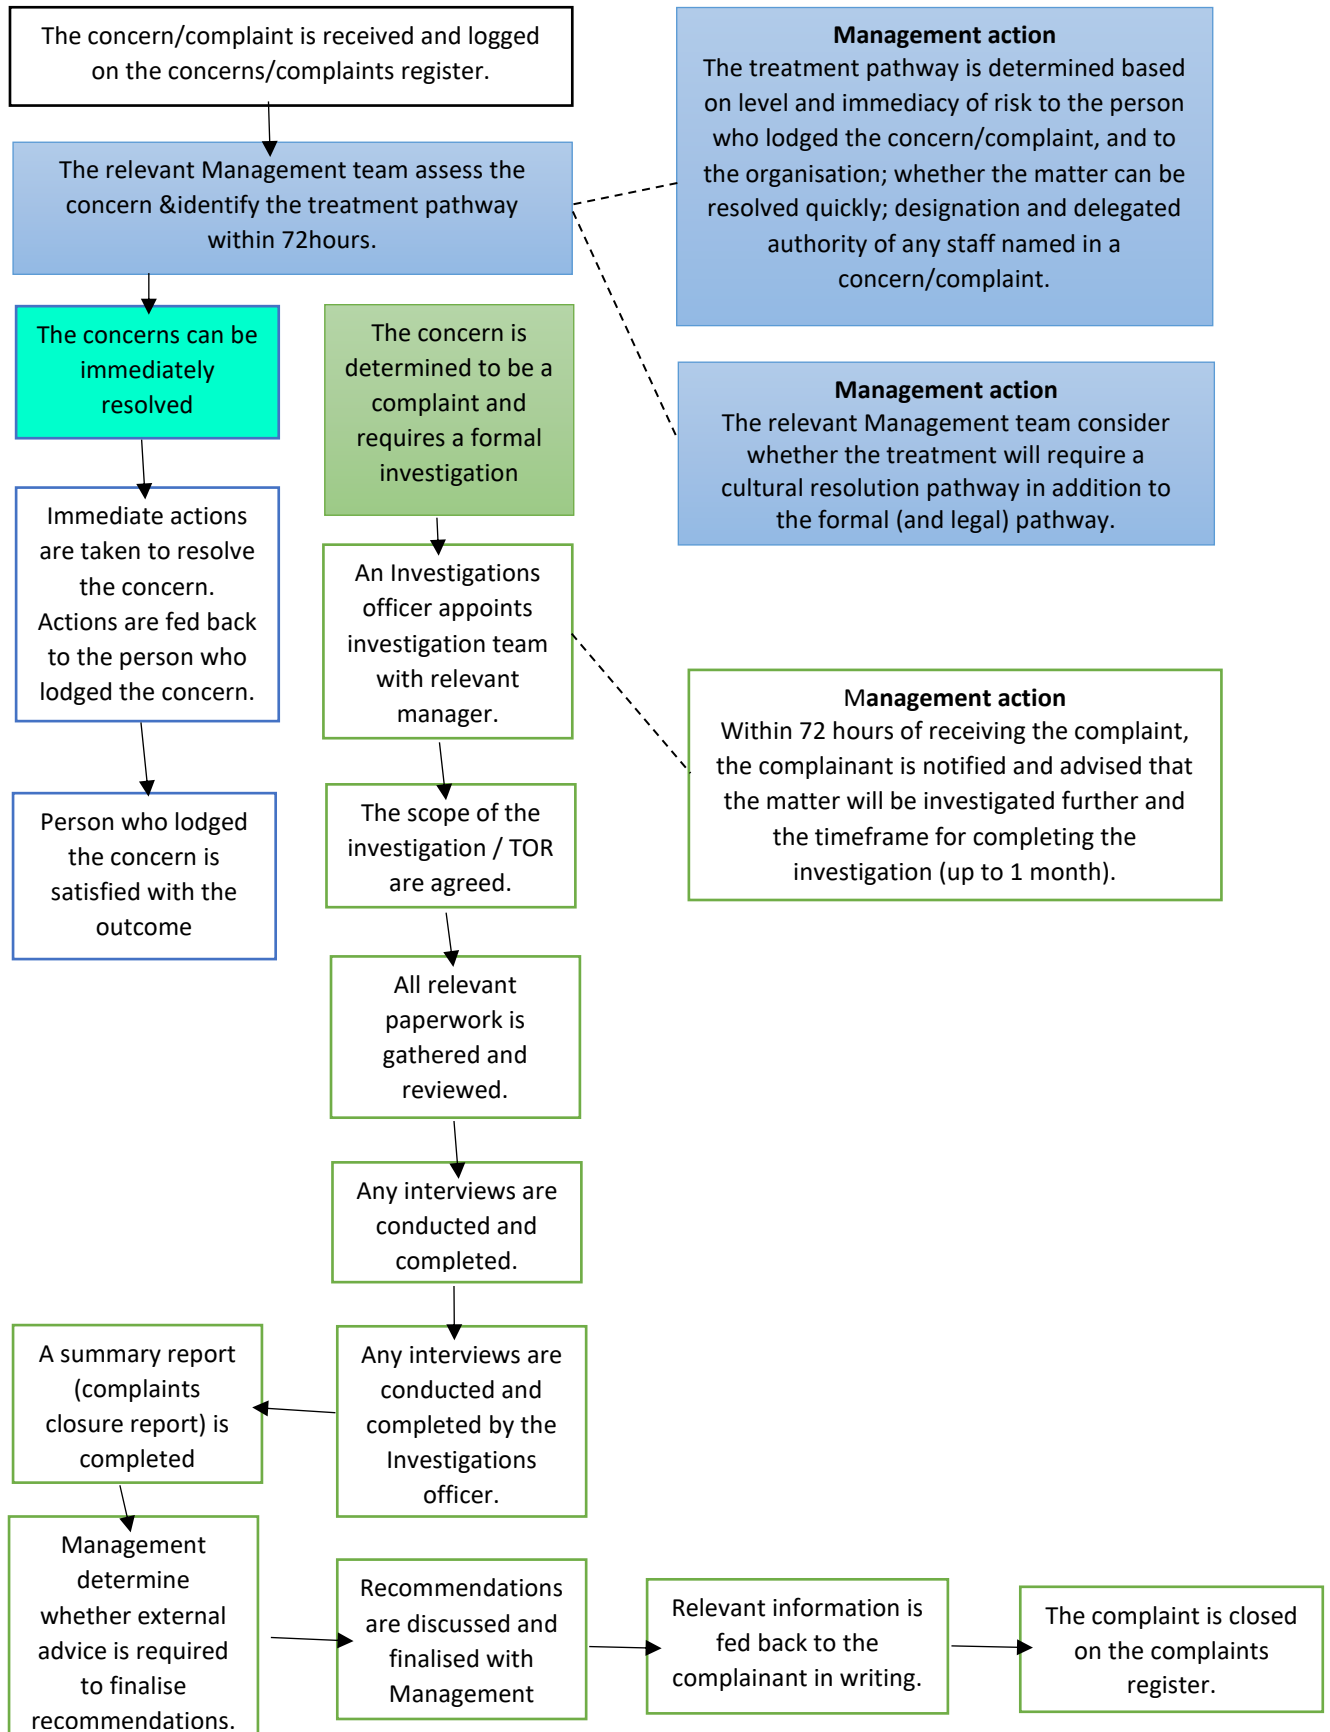 The concern/complaint is received and logged
on the concerns/complaints register.
The relevant Management team assess the
concern &identify the treatment pathway
within 72hours.
Management action
The treatment pathway is determined based
on level and immediacy of risk to the person
who lodged the concern/complaint, and to
the organisation; whether the matter can be
resolved quickly; designation and delegated
authority of any staff named in a
concern/complaint.
Management action
The relevant Management team consider
whether the treatment will require a
cultural resolution pathway in addition to
the formal (and legal) pathway.
The concerns can be
immediately
resolved
Immediate actions
are taken to resolve
the concern.
Actions are fed back
to the person who
lodged the concern.
Person who lodged
the concern is
satisfied with the
outcome
The concern is
determined to be a
complaint and
requires a formal
investigation
An Investigations
officer appoints
investigation team
with relevant
manager.
Management action
Within 72 hours of receiving the complaint,
the complainant is notified and advised that
the matter will be investigated further and
the timeframe for completing the
investigation (up to 1 month).
The scope of the
investigation / TOR
are agreed.
All relevant
paperwork is
gathered and
reviewed.
Any interviews are
conducted and
completed.
Any interviews are
conducted and
completed by the
Investigations
officer.
A summary report
(complaints
closure report) is
completed
Management
determine
whether external
advice is required
to finalise
recommendations.
Recommendations
are discussed and
finalised with
Management
Relevant information is
fed back to the
complainant in writing.
The complaint is closed
on the complaints
register.